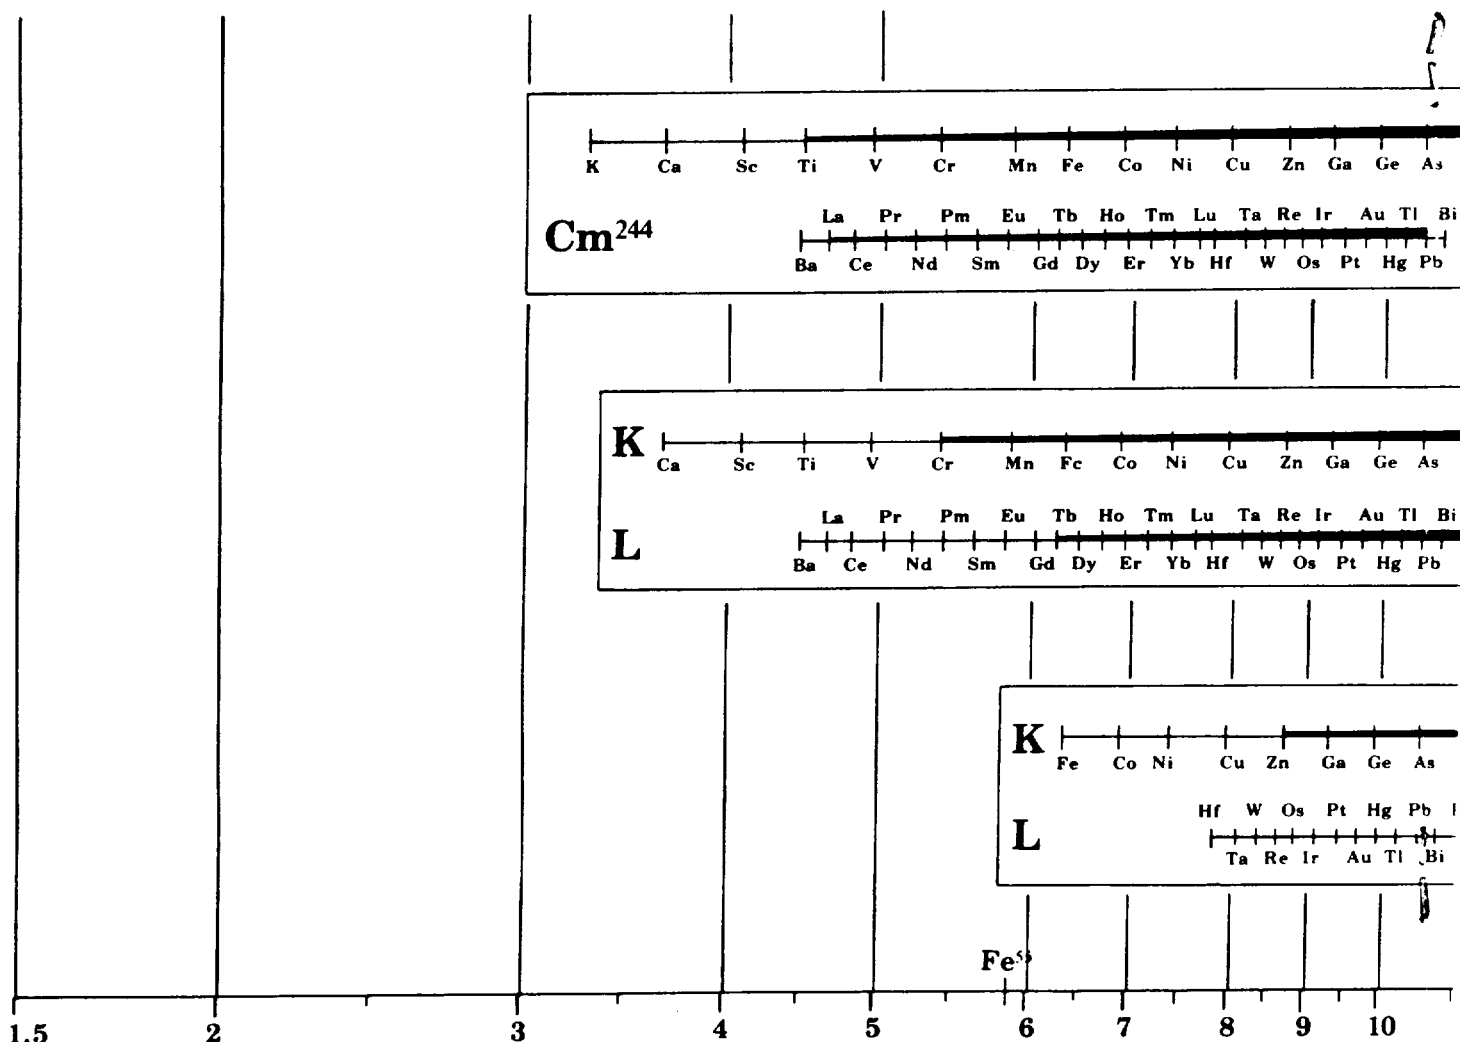 K Ca Sc Ti V Cr Mn Fe Co Ni Cu Zn Ga Ge As
La Pr Pm Eu Tb Ho Tm Lu Ta Re Ir Au Tl Bi
Cm244
Ba Ce Nd Sm Gd Dy Er Yb Hf W Os Pt Hg Pb
K
Ca Sc Ti V Cr Mn Fe Co Ni Cu Zn Ga Ge As
La Pr Pm Eu Tb Ho Tm Lu Ta Re Ir Au Tl Bi
L
Ba Ce Nd Sm Gd Dy Er Yb Hf W Os Pt Hg Pb
K
Fe Co Ni Cu Zn Ga Ge As
Hf W Os Pt Hg Pb
L
Ta Re Ir Au Tl Bi
Fe55
1.5 2 3 4 5 6 7 8 9 10